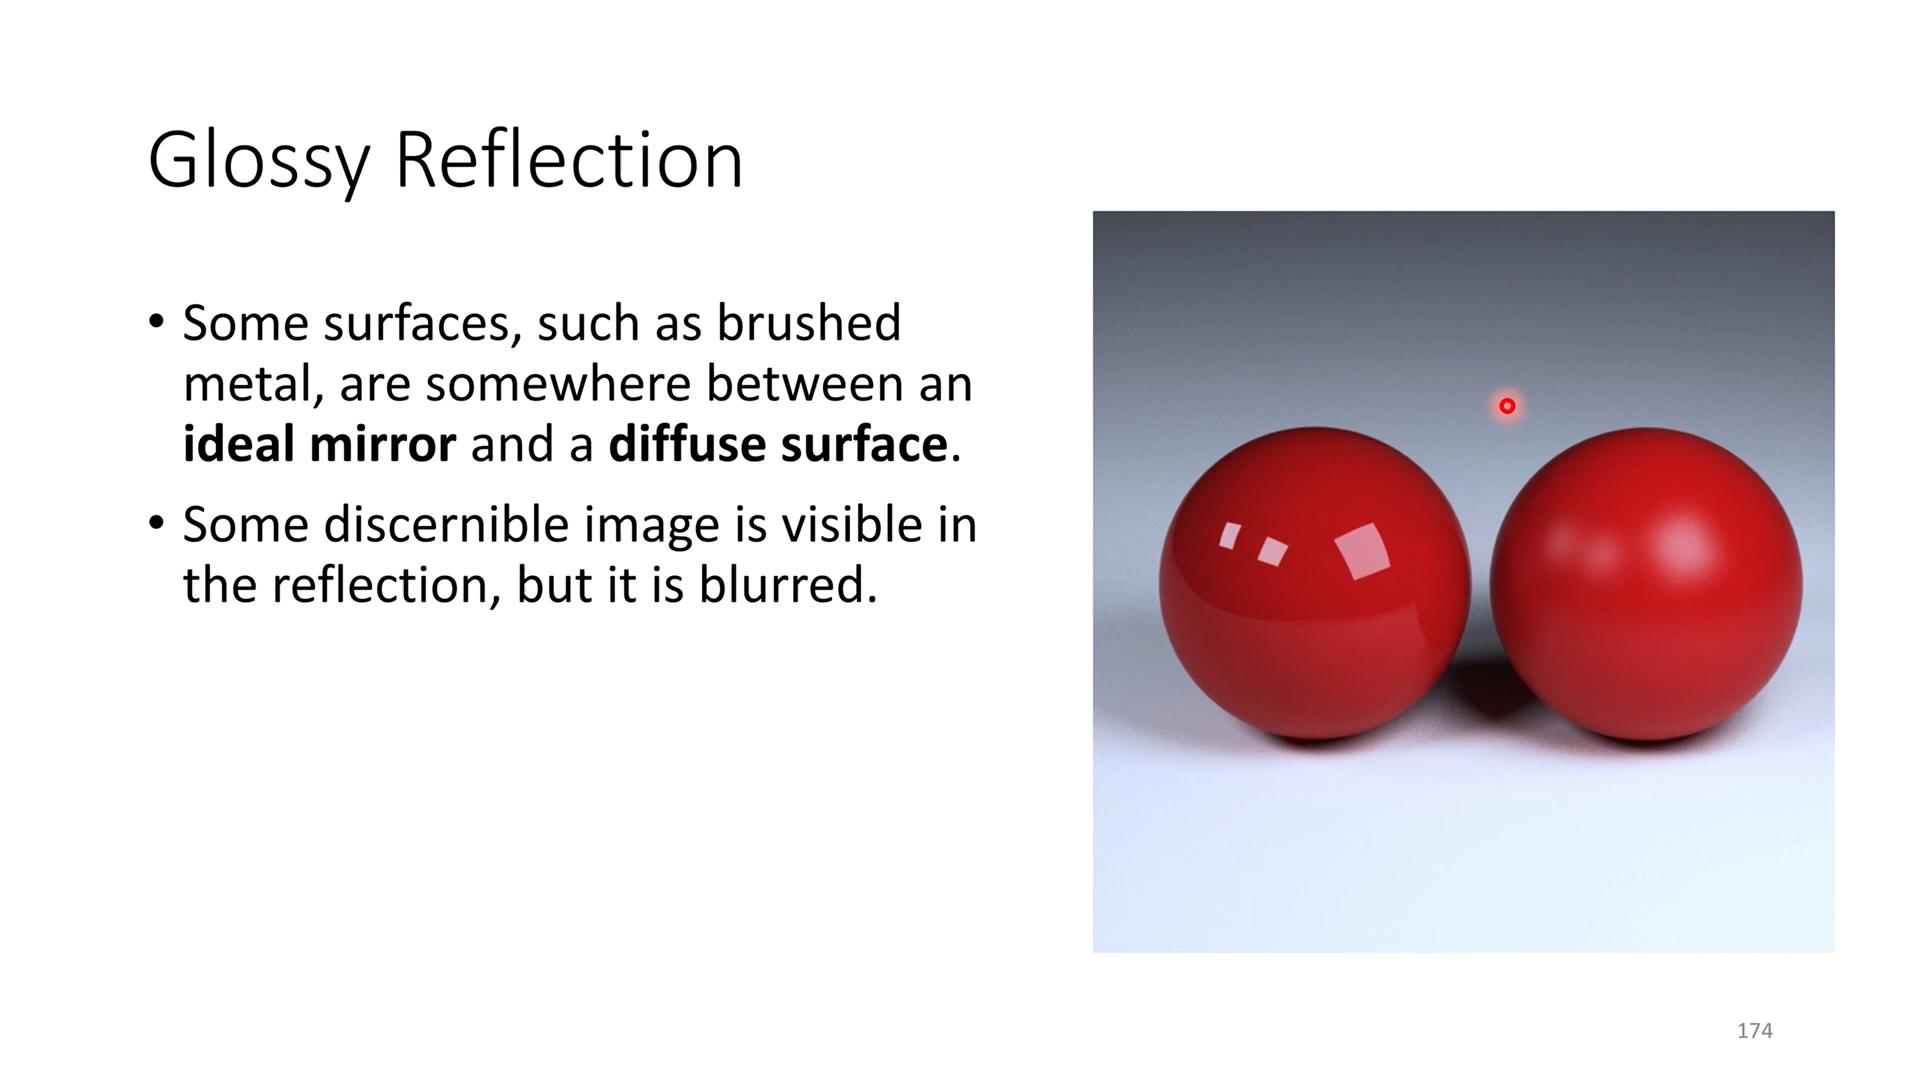 Glossy Reflection
• Some surfaces, such as brushed
metal, are somewhere between an
ideal mirror and a diffuse surface.
• Some discernible image is visible in
the reflection, but it is blurred.
174